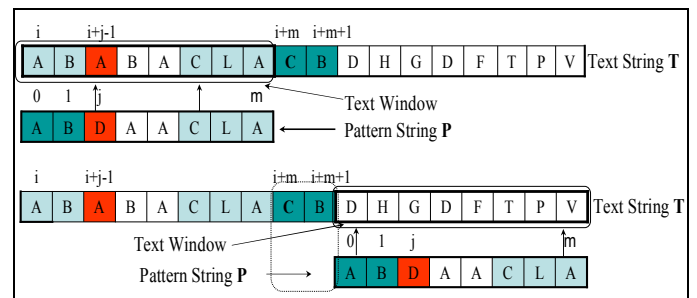 i i+j-1 i+m i+m+1
A B A B A C L A C B D H G D F T P V Text String T
0 1 j m
Text Window
A B D A A C L A Pattern String P
i i+j-1 i+m i+m+1
A B A B A C L A C B D H G D F T P V Text String T
Text Window 0 1 j m
Pattern String P A B D A A C L A